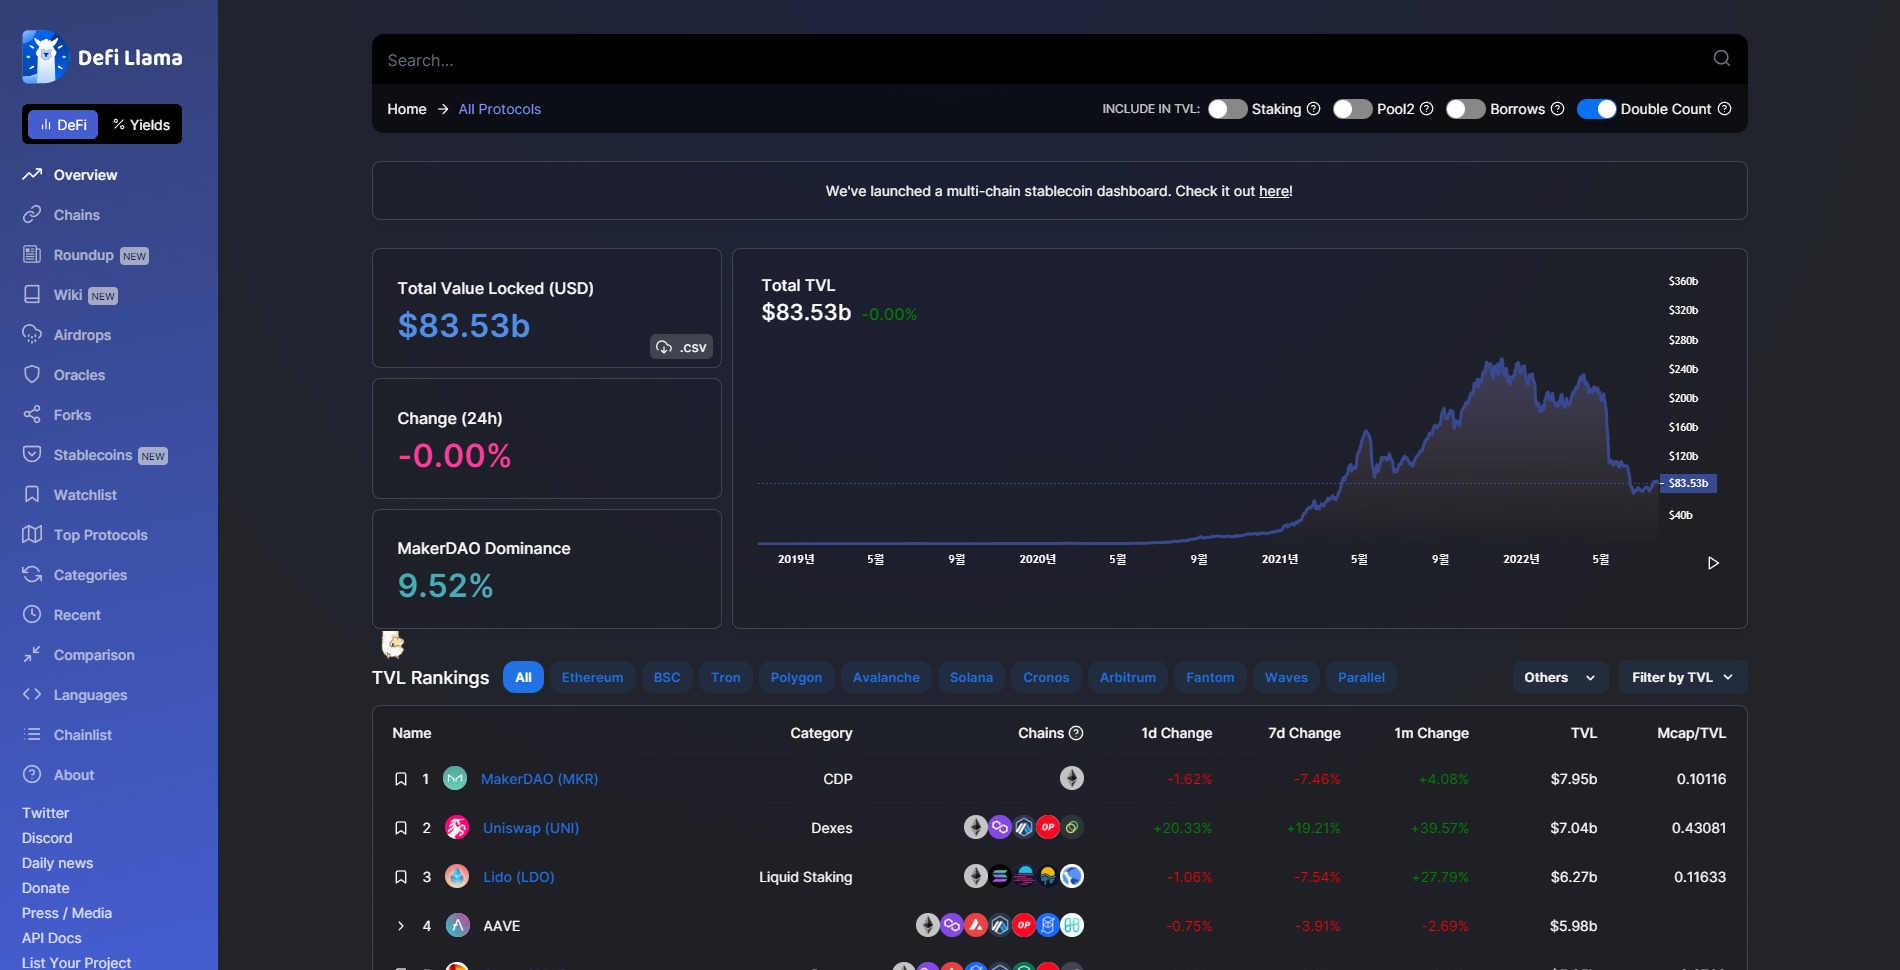 Defi Llama
DeFi
% Yields
Overview
Chains
Roundup NEW
Wiki NEW
Airdrops
Oracles
Forks
Stablecoins NEW
Watchlist
Top Protocols
Categories
Recent
Comparison
Languages
Chainlist
About
Twitter
Discord
Daily news
Donate
Press / Media
API Docs
List Your Project
Search...
Home → All Protocols
INCLUDE IN TVL: Staking Pool2 Borrows Double Count
We've launched a multi-chain stablecoin dashboard. Check it out here!
Total Value Locked (USD)
$83.53b
.csv
Change (24h)
-0.00%
MakerDAO Dominance
9.52%
Total TVL
$83.53b -0.00%
$360b
$320b
$280b
$240b
$200b
$160b
$120b
$83.53b
$40b
2019년 5월 9월 2020년 5월 9월 2021년 5월 9월 2022년 5월
TVL Rankings All Ethereum BSC Tron Polygon Avalanche Solana Cronos Arbitrum Fantom Waves Parallel Others Filter by TVL
Name Category Chains 1d Change 7d Change 1m Change TVL Mcap/TVL
1 MakerDAO (MKR) CDP -1.62% -7.46% +4.08% $7.95b 0.10116
2 Uniswap (UNI) Dexes OP +20.33% +19.21% +39.57% $7.04b 0.43081
3 Lido (LDO) Liquid Staking -1.06% -7.54% +27.79% $6.27b 0.11633
4 AAVE OP -0.75% -3.91% -2.69% $5.98b